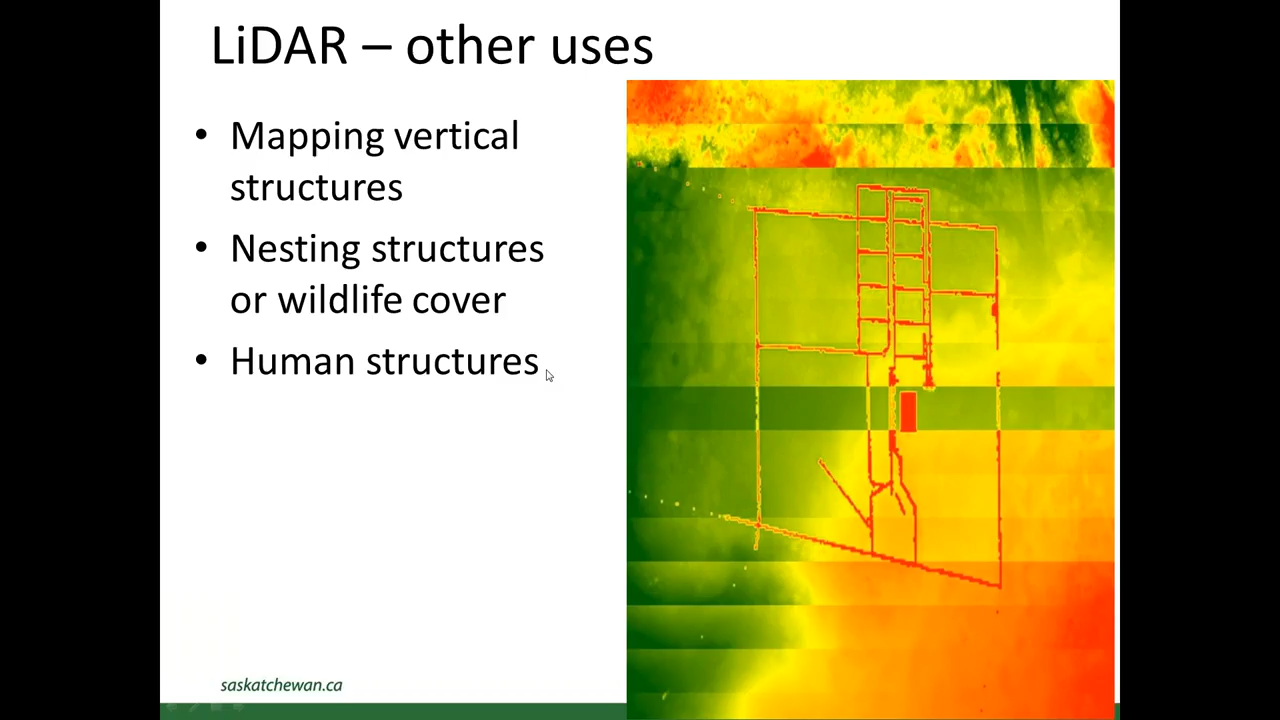 LiDAR – other uses
• Mapping vertical
structures
• Nesting structures
or wildlife cover
• Human structures
saskatchewan.ca